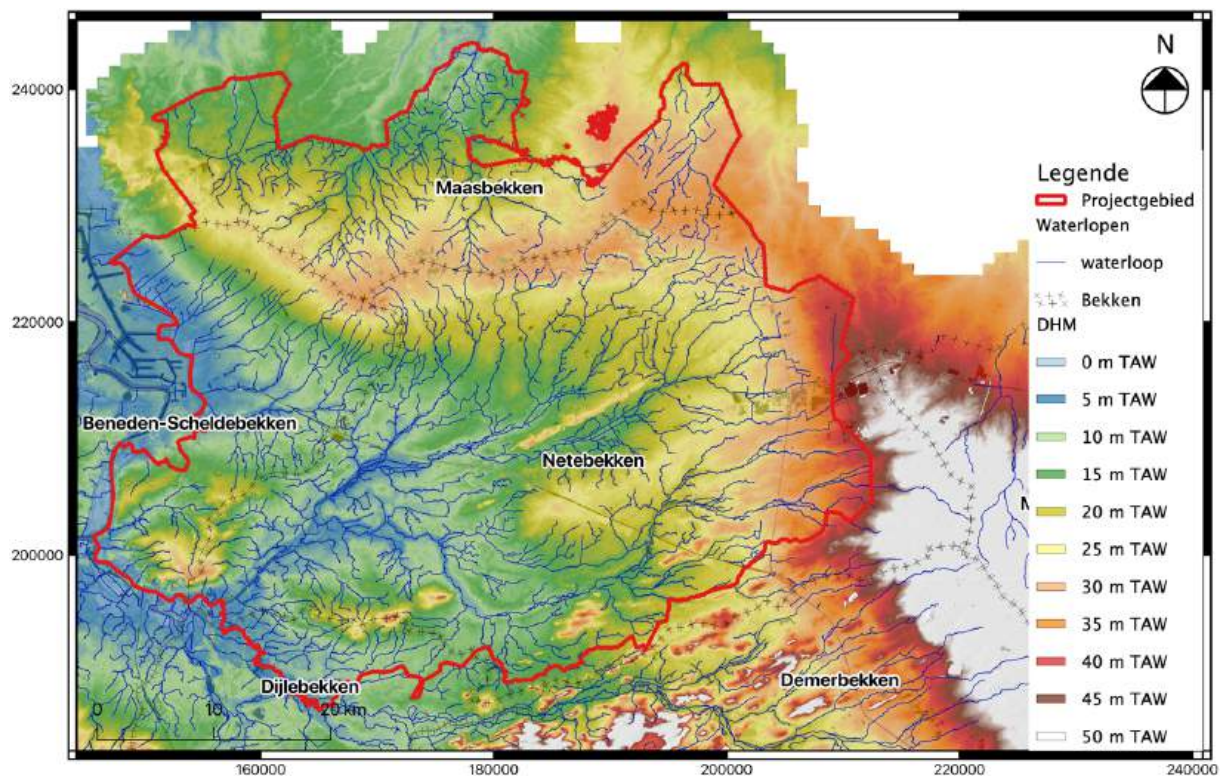 N
240000
220000
200000
160000
180000
200000
220000
240000
Maasbekken
Beneden-Scheldebekken
Netebekken
Dijlebekken
Demerbekken
0 10 20 km
Legende
Projectgebied
Waterlopen
waterloop
Bekken
DHM
0 m TAW
5 m TAW
10 m TAW
15 m TAW
20 m TAW
25 m TAW
30 m TAW
35 m TAW
40 m TAW
45 m TAW
50 m TAW